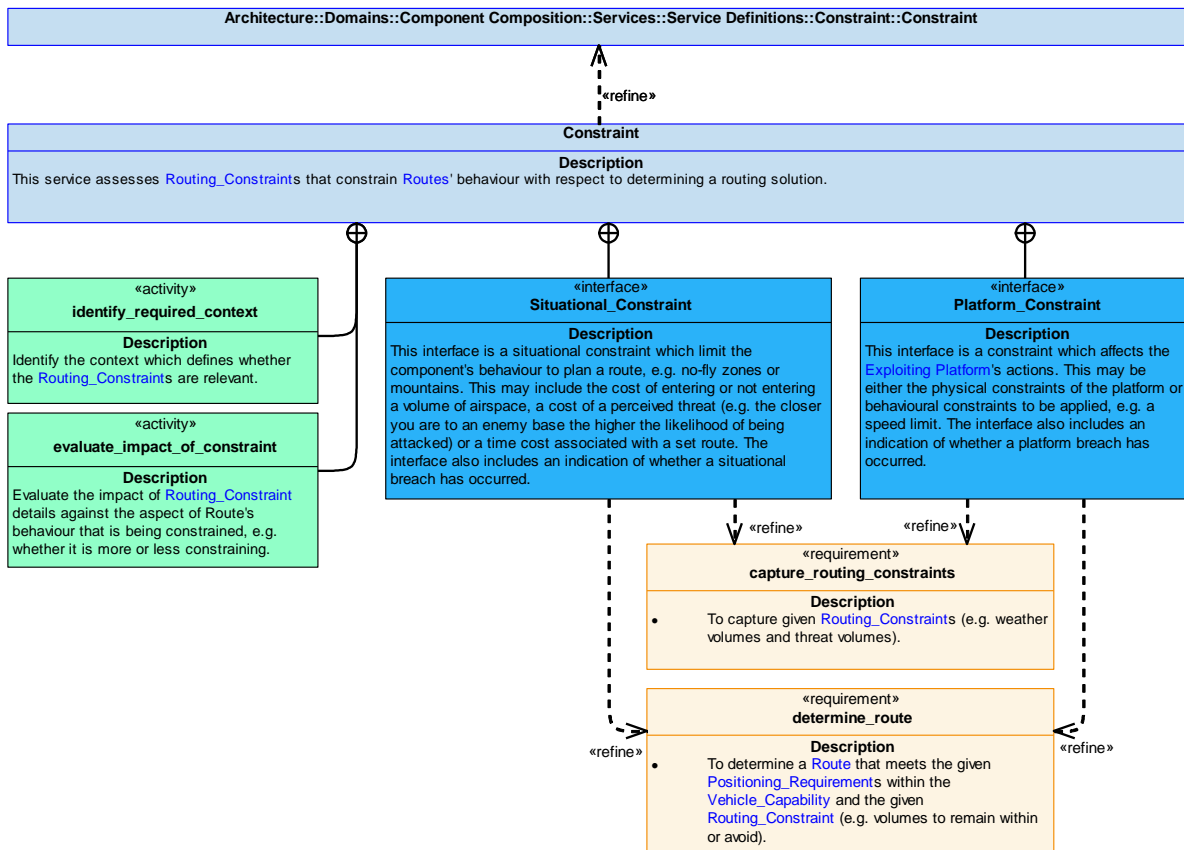 Architecture::Domains::Component Composition::Services::Service Definitions::Constraint::Constraint
«refine»
Constraint
Description
This service assesses Routing_Constraints that constrain Routes' behaviour with respect to determining a routing solution.
«activity»
identify_required_context
Description
Identify the context which defines whether
the Routing_Constraints are relevant.
«activity»
evaluate_impact_of_constraint
Description
Evaluate the impact of Routing_Constraint
details against the aspect of Route's
behaviour that is being constrained, e.g.
whether it is more or less constraining.
«interface»
Situational_Constraint
Description
This interface is a situational constraint which limit the
component's behaviour to plan a route, e.g. no-fly zones or
mountains. This may include the cost of entering or not entering
a volume of airspace, a cost of a perceived threat (e.g. the closer
you are to an enemy base the higher the likelihood of being
attacked) or a time cost associated with a set route. The
interface also includes an indication of whether a situational
breach has occurred.
«interface»
Platform_Constraint
Description
This interface is a constraint which affects the
Exploiting Platform's actions. This may be
either the physical constraints of the platform or
behavioural constraints to be applied, e.g. a
speed limit. The interface also includes an
indication of whether a platform breach has
occurred.
«refine»
«refine»
«requirement»
capture_routing_constraints
Description
• To capture given Routing_Constraints (e.g. weather
volumes and threat volumes).
«requirement»
determine_route
«refine»
«refine»
Description
• To determine a Route that meets the given
Positioning_Requirements within the
Vehicle_Capability and the given
Routing_Constraint (e.g. volumes to remain within
or avoid).